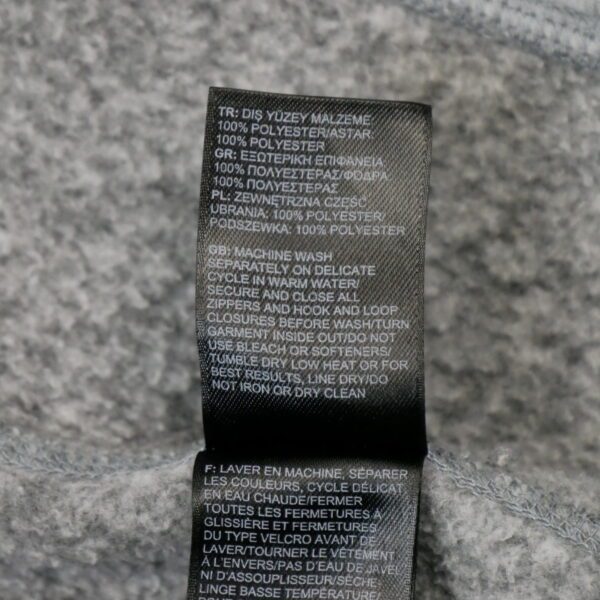 TR: DIŞ YÜZEY MALZEME
100% POLYESTER/ASTAR:
100% POLYESTER
GR: ΕΞΩΤΕΡΙΚΗ ΕΠΙΦΑΝΕΙΑ
100% ΠΟΛΥΕΣΤΕΡΑΣ/ΦΟΔΡΑ
100% ΠΟΛΥΕΣΤΕΡΑΣ
PL: ZEWNĘTRZNA CZĘŚĆ
UBRANIA: 100% POLYESTER/
PODSZEWKA: 100% POLYESTER
GB: MACHINE WASH
SEPARATELY ON DELICATE
CYCLE IN WARM WATER/
SECURE AND CLOSE ALL
ZIPPERS AND HOOK AND LOOP
CLOSURES BEFORE WASH/TURN
GARMENT INSIDE OUT/DO NOT
USE BLEACH OR SOFTENERS/
TUMBLE DRY LOW HEAT OR FOR
BEST RESULTS, LINE DRY/DO
NOT IRON OR DRY CLEAN
F: LAVER EN MACHINE, SÉPARER
LES COULEURS, CYCLE DÉLICAT,
EN EAU CHAUDE/FERMER
TOUTES LES FERMETURES À
GLISSIÈRE ET FERMETURES
DU TYPE VELCRO AVANT DE
LAVER/TOURNER LE VÊTEMENT
À L'ENVERS/PAS D'EAU DE JAVEL
NI D'ASSOUPLISSEUR/SÈCHE
LINGE BASSE TEMPÉRATURE/